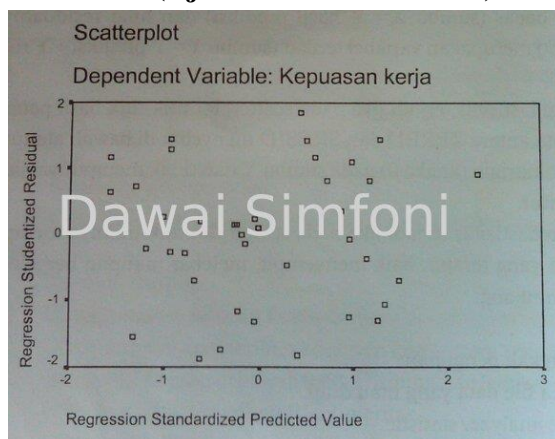 Scatterplot
Dependent Variable: Kepuasan kerja
2
1
0
-1
-2
-2
-1
0
1
2
3
Regression Studentized Residual
Regression Standardized Predicted Value
Dawai Simfoni